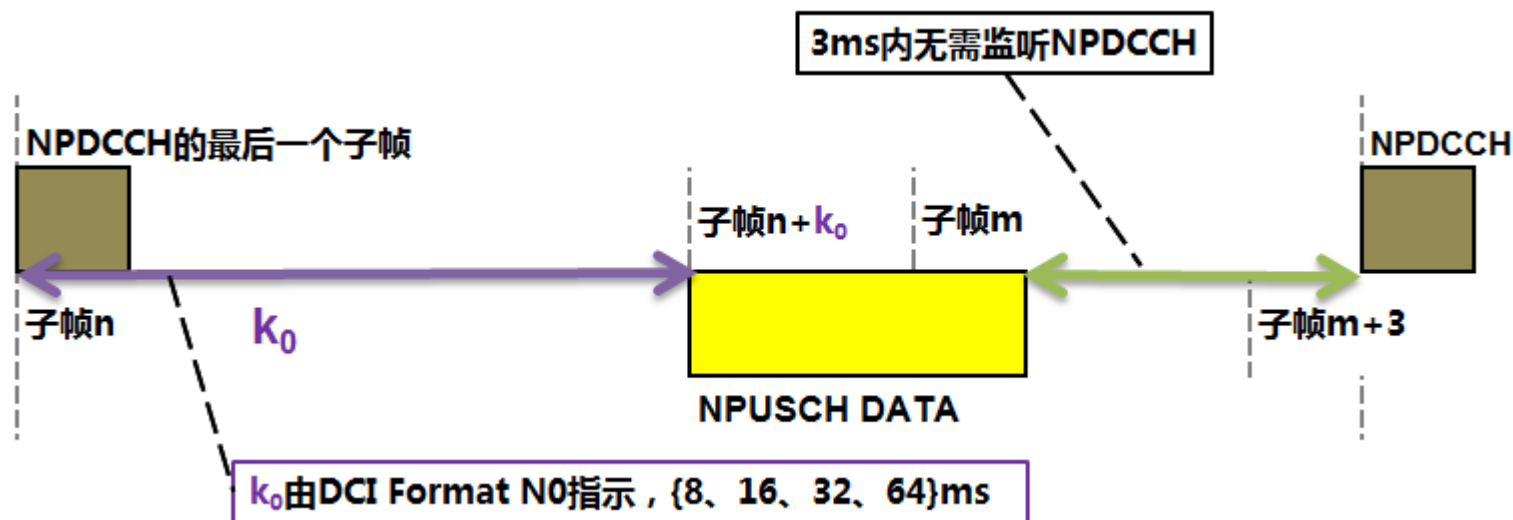 3ms内无需监听NPDCCH
NPDCCH的最后一个子帧
NPDCCH
子帧n+k₀
子帧m
子帧n
k₀
子帧m+3
NPUSCH DATA
k₀由DCI Format N0指示，{8、16、32、64}ms